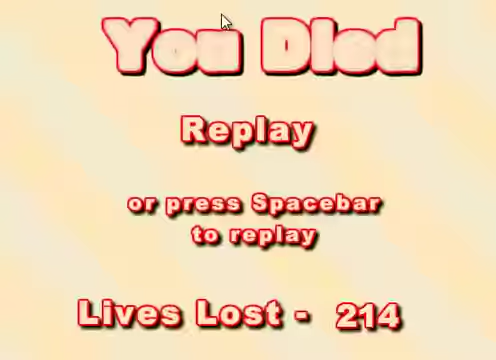 You Died
Replay
or press Spacebar
to replay
Lives Lost - 214